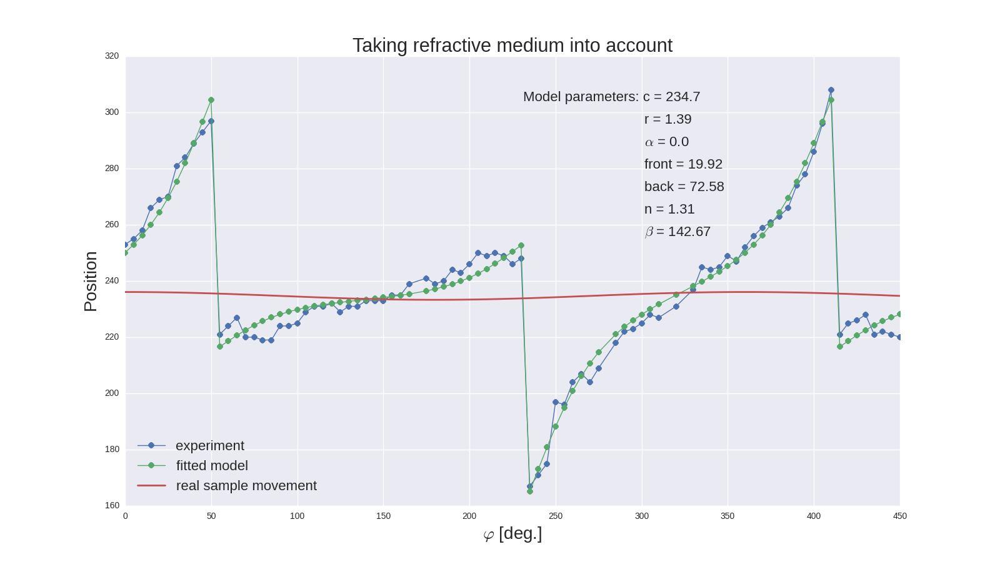 Taking refractive medium into account
320
300
280
260
240
220
200
180
160
Position
Model parameters: c = 234.7
r = 1.39
α = 0.0
front = 19.92
back = 72.58
n = 1.31
β = 142.67
experiment
fitted model
real sample movement
0 50 100 150 200 250 300 350 400 450
φ [deg.]